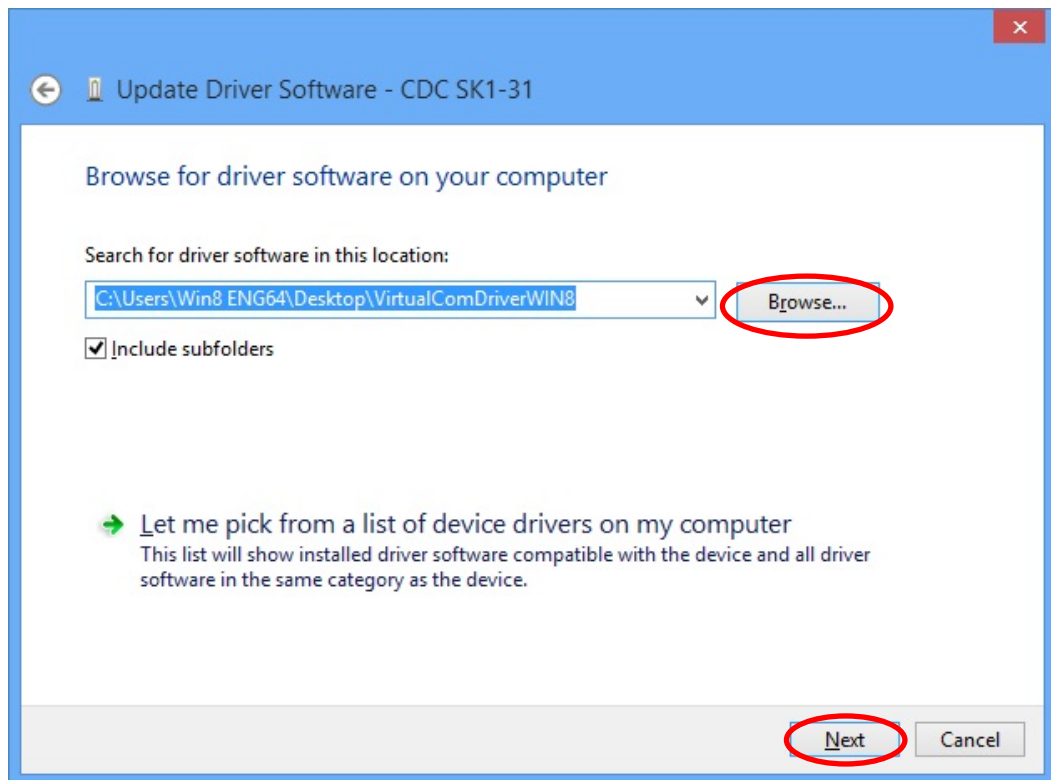 Update Driver Software - CDC SK1-31
Browse for driver software on your computer
Search for driver software in this location:
C:\Users\Win8 ENG64\Desktop\VirtualComDriverWIN8
Browse...
Include subfolders
Let me pick from a list of device drivers on my computer
This list will show installed driver software compatible with the device and all driver
software in the same category as the device.
Next
Cancel